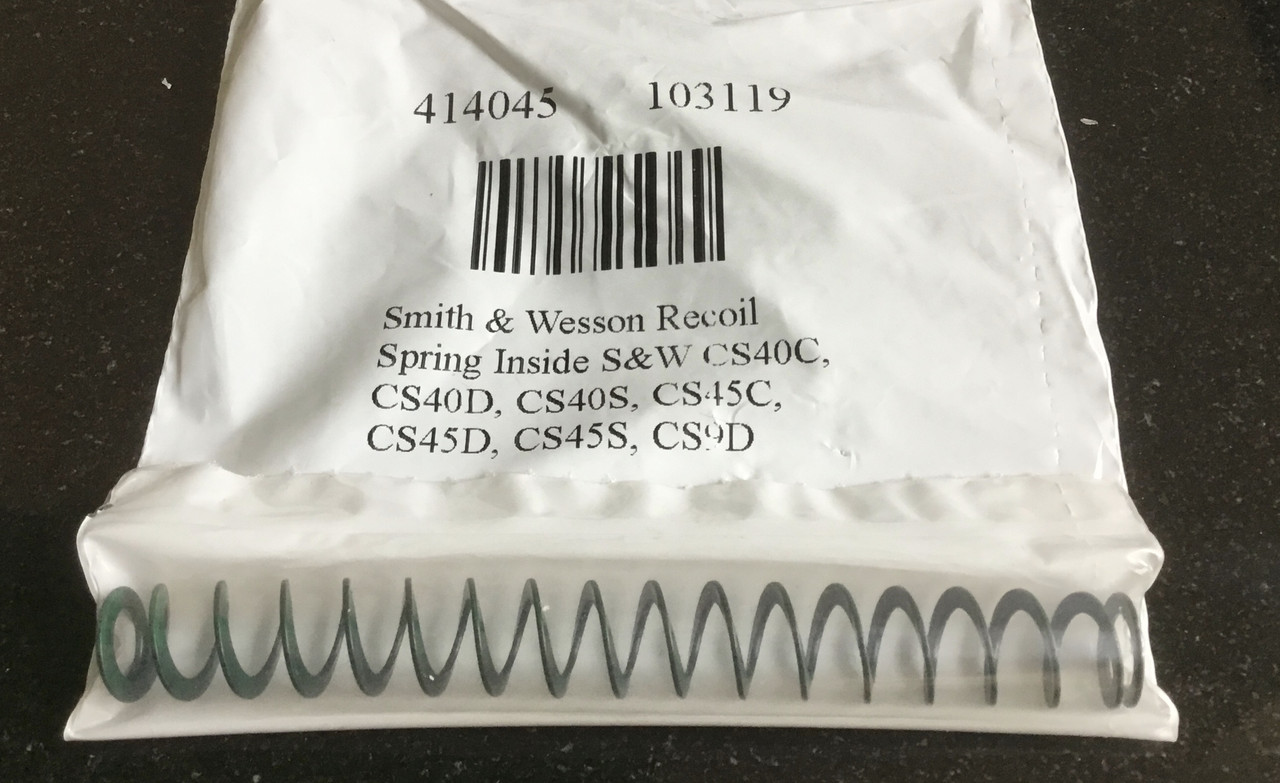 414045 103119
Smith & Wesson Recoil
Spring Inside S&W CS40C,
CS40D, CS40S, CS45C,
CS45D, CS45S, CS9D